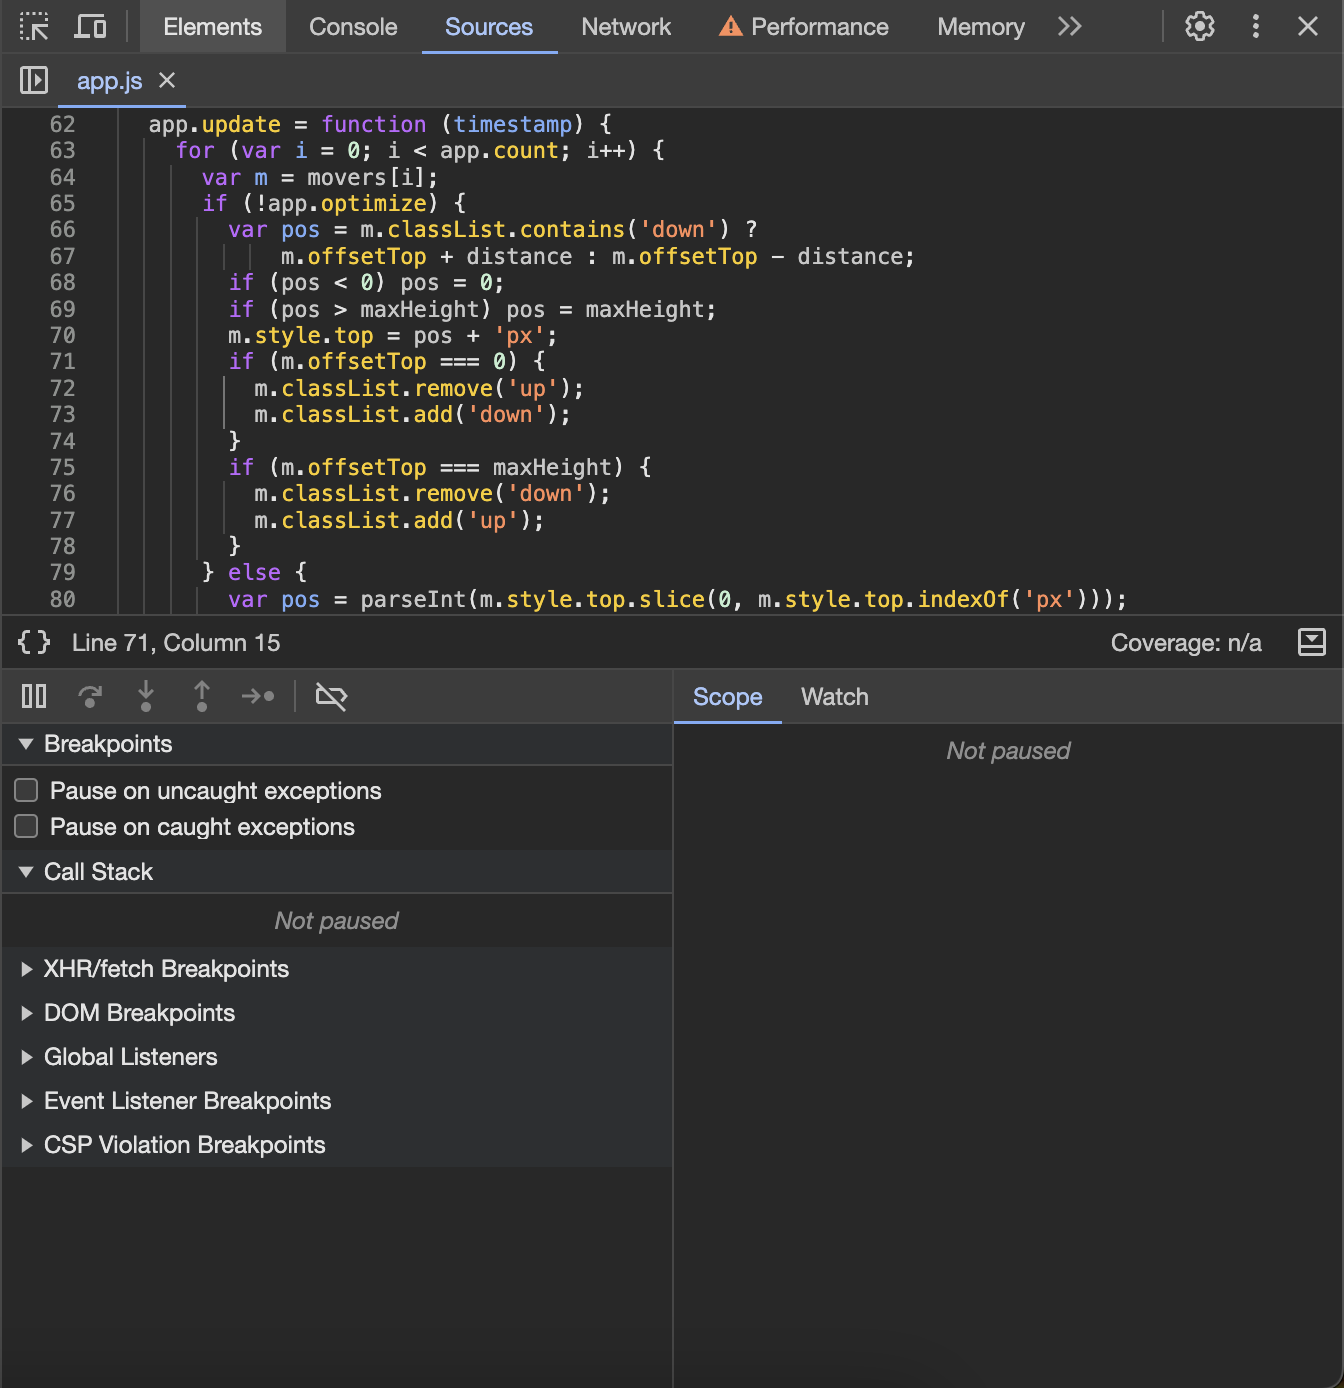 Elements Console Sources Network Performance Memory
app.js
62 app.update = function (timestamp) {
63 for (var i = 0; i < app.count; i++) {
64 var m = movers[i];
65 if (!app.optimize) {
66 var pos = m.classList.contains('down') ?
67 m.offsetTop + distance : m.offsetTop - distance;
68 if (pos < 0) pos = 0;
69 if (pos > maxHeight) pos = maxHeight;
70 m.style.top = pos + 'px';
71 if (m.offsetTop === 0) {
72 m.classList.remove('up');
73 m.classList.add('down');
74 }
75 if (m.offsetTop === maxHeight) {
76 m.classList.remove('down');
77 m.classList.add('up');
78 }
79 } else {
80 var pos = parseInt(m.style.top.slice(0, m.style.top.indexOf('px')));
{} Line 71, Column 15 Coverage: n/a
Scope Watch
Breakpoints
Not paused
Pause on uncaught exceptions
Pause on caught exceptions
Call Stack
Not paused
XHR/fetch Breakpoints
DOM Breakpoints
Global Listeners
Event Listener Breakpoints
CSP Violation Breakpoints